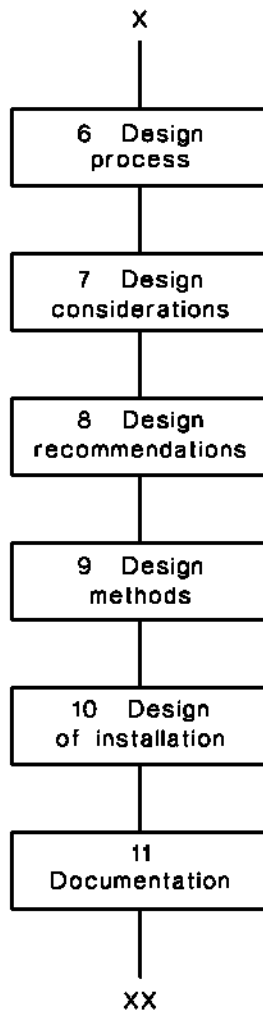 X
6 Design
process
7 Design
considerations
8 Design
recommendations
9 Design
methods
10 Design
of installation
11
Documentation
XX